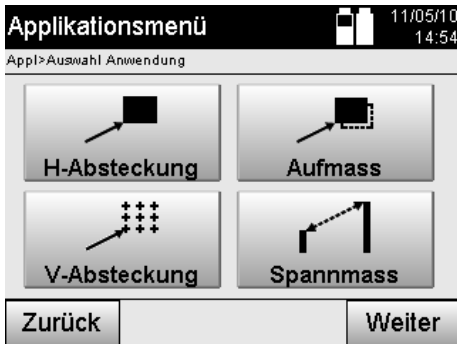 Applikationsmenü
11/05/10
14:54
Appl>Auswahl Anwendung
H-Absteckung
Aufmass
V-Absteckung
Spannmass
Zurück
Weiter